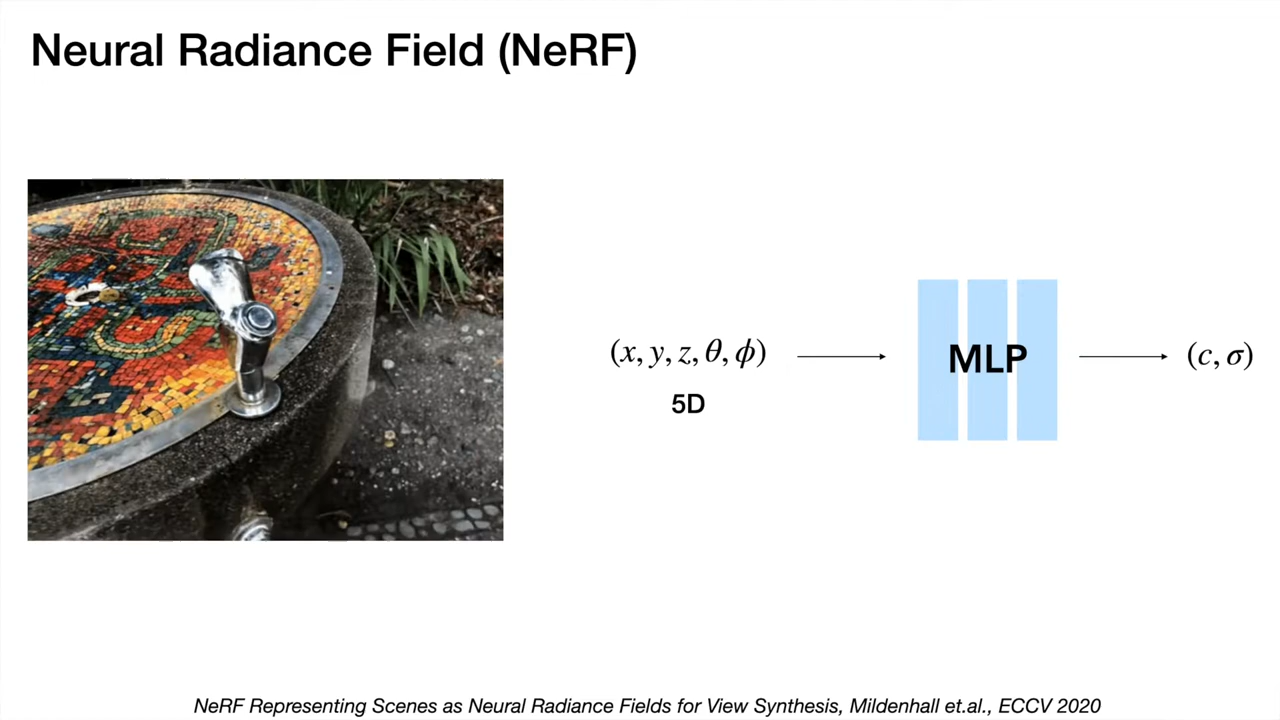 Neural Radiance Field (NeRF)
(x, y, z, θ, ϕ)
5D
MLP
(c, σ)
NeRF Representing Scenes as Neural Radiance Fields for View Synthesis, Mildenhall et.al., ECCV 2020